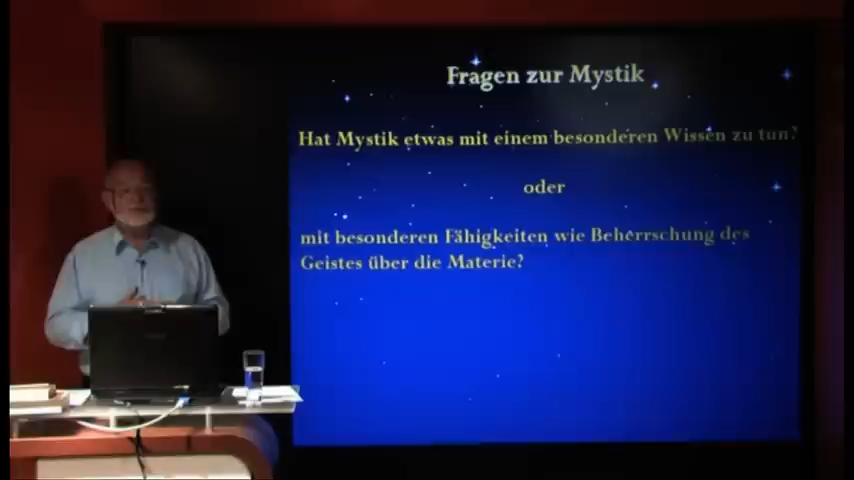 Fragen zur Mystik
Hat Mystik etwas mit einem besonderen Wissen zu tun?
oder
mit besonderen Fähigkeiten wie Beherrschung des
Geistes über die Materie?